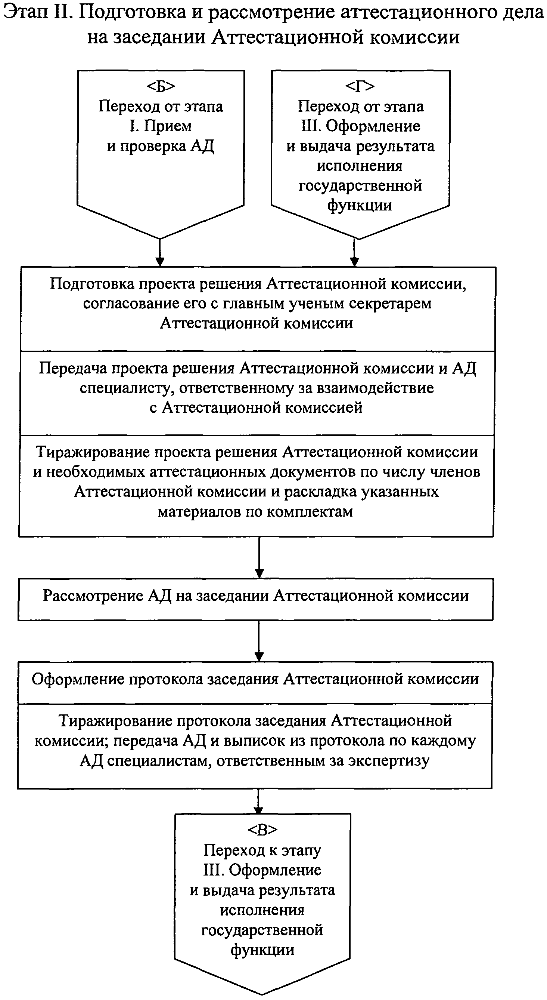 Этап II. Подготовка и рассмотрение аттестационного дела
на заседании Аттестационной комиссии
<Б>
Переход от этапа
I. Прием
и проверка АД
<Г>
Переход от этапа
III. Оформление
и выдача результата
исполнения
государственной
функции
Подготовка проекта решения Аттестационной комиссии,
согласование его с главным ученым секретарем
Аттестационной комиссии
Передача проекта решения Аттестационной комиссии и АД
специалисту, ответственному за взаимодействие
с Аттестационной комиссией
Тиражирование проекта решения Аттестационной комиссии
и необходимых аттестационных документов по числу членов
Аттестационной комиссии и раскладка указанных
материалов по комплектам
Рассмотрение АД на заседании Аттестационной комиссии
Оформление протокола заседания Аттестационной комиссии
Тиражирование протокола заседания Аттестационной
комиссии; передача АД и выписок из протокола по каждому
АД специалистам, ответственным за экспертизу
<В>
Переход к этапу
III. Оформление
и выдача результата
исполнения
государственной
функции